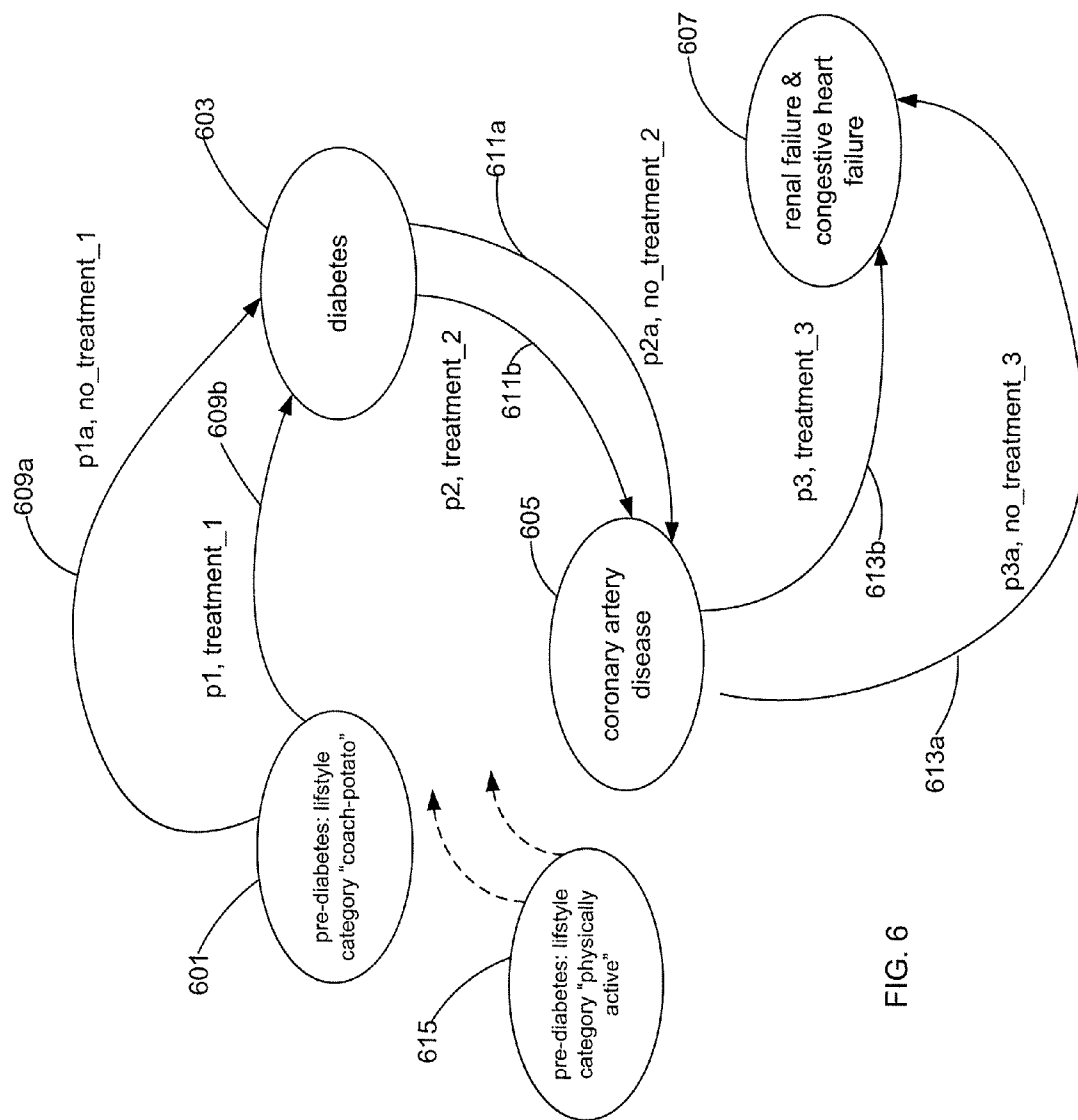 609a
p1a, no_treatment_1
603
609b
p1, treatment_1
diabetes
611a
601
pre-diabetes: lifstyle
category "coach-potato"
p2, treatment_2
611b
p2a, no_treatment_2
607
605
renal failure &
congestive heart
failure
615
pre-diabetes: lifstyle
category "physically
active"
coronary artery
disease
p3, treatment_3
613b
p3a, no_treatment_3
613a
FIG. 6